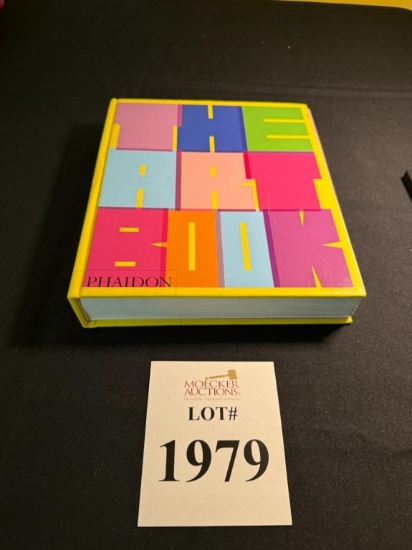 THE
ART
BOOK
PHAIDON
MOECKER
AUCTIONS
LOT#
1979